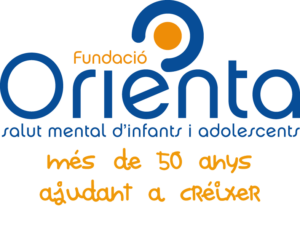 Fundació
Orienta
salut mental d'infants i adolescents
més de 50 anys
ajudant a créixer